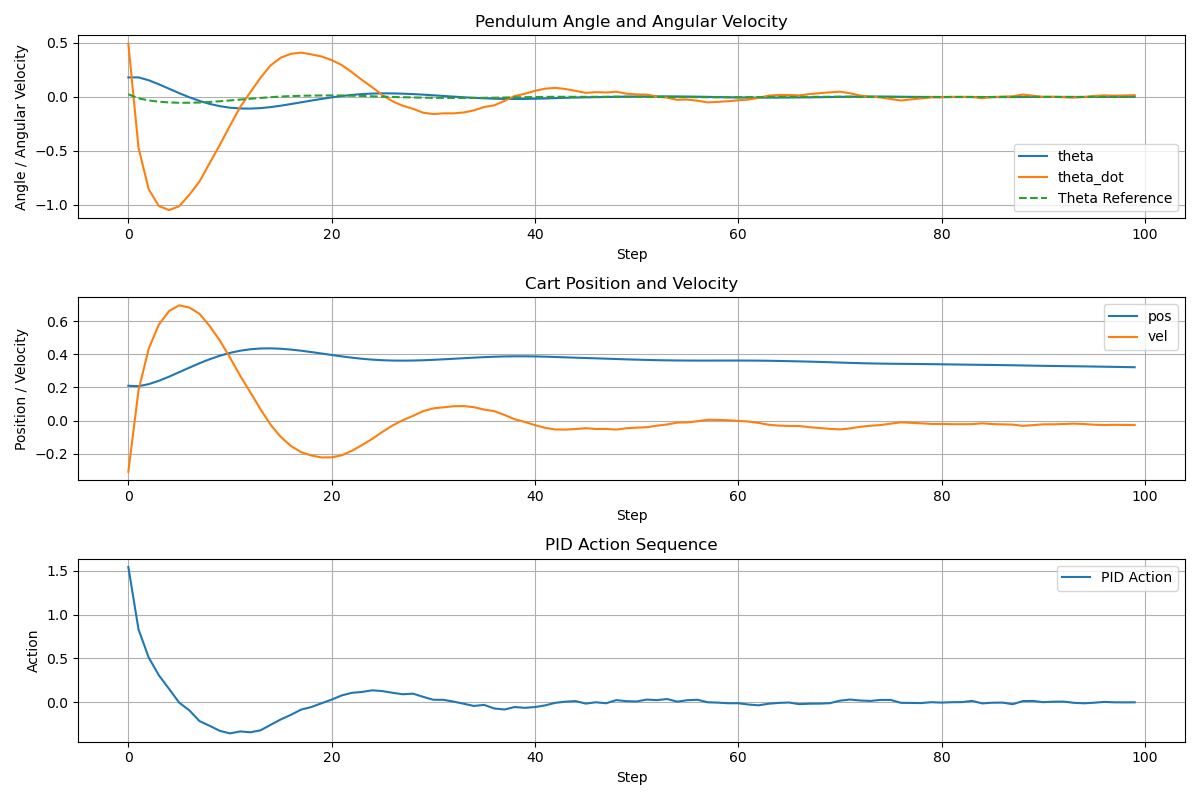 Pendulum Angle and Angular Velocity
Angle / Angular Velocity
0.5
0.0
−0.5
−1.0
theta
theta_dot
Theta Reference
0 20 40 60 80 100
Step
Cart Position and Velocity
Position / Velocity
0.6
0.4
0.2
0.0
−0.2
pos
vel
0 20 40 60 80 100
Step
PID Action Sequence
Action
1.5
1.0
0.5
0.0
PID Action
0 20 40 60 80 100
Step